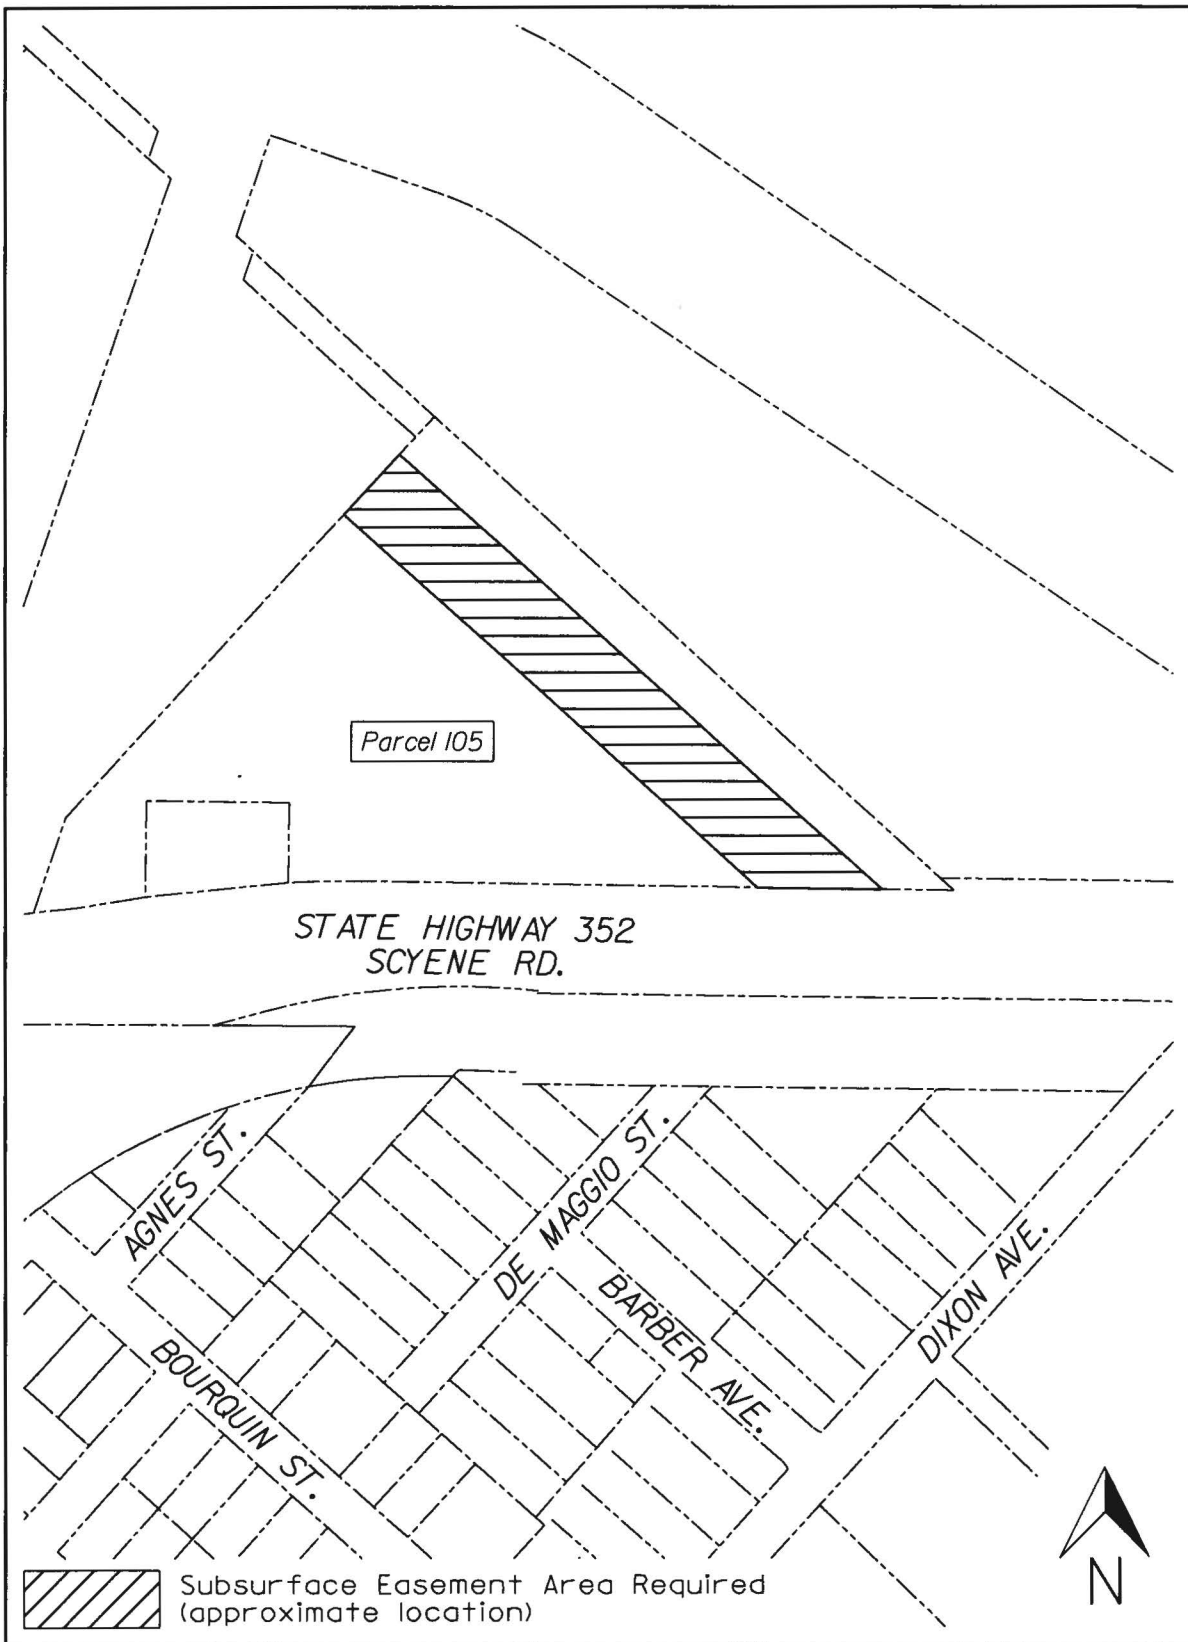 Parcel 105
STATE HIGHWAY 352
SCYENE RD.
AGNES ST.
DE MAGGIO ST.
BARBER AVE.
DIXON AVE.
BOURQUIN ST.
N
Subsurface Easement Area Required
(approximate location)